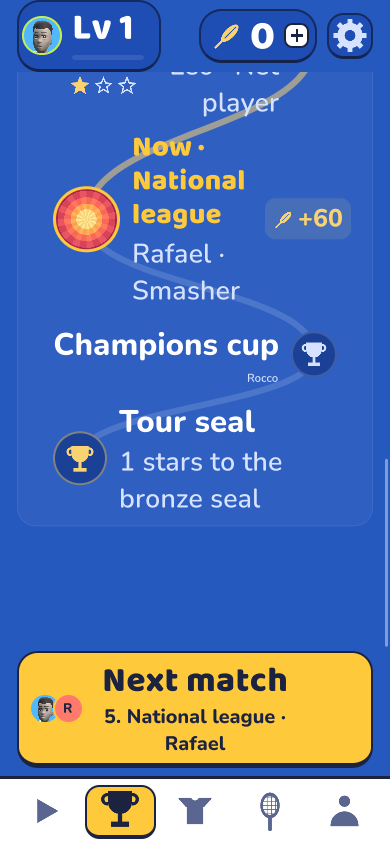 Lv 1
0
player
Now ·
National
league
+60
Rafael ·
Smasher
Champions cup
Rocco
Tour seal
1 stars to the
bronze seal
Next match
R
5. National league ·
Rafael